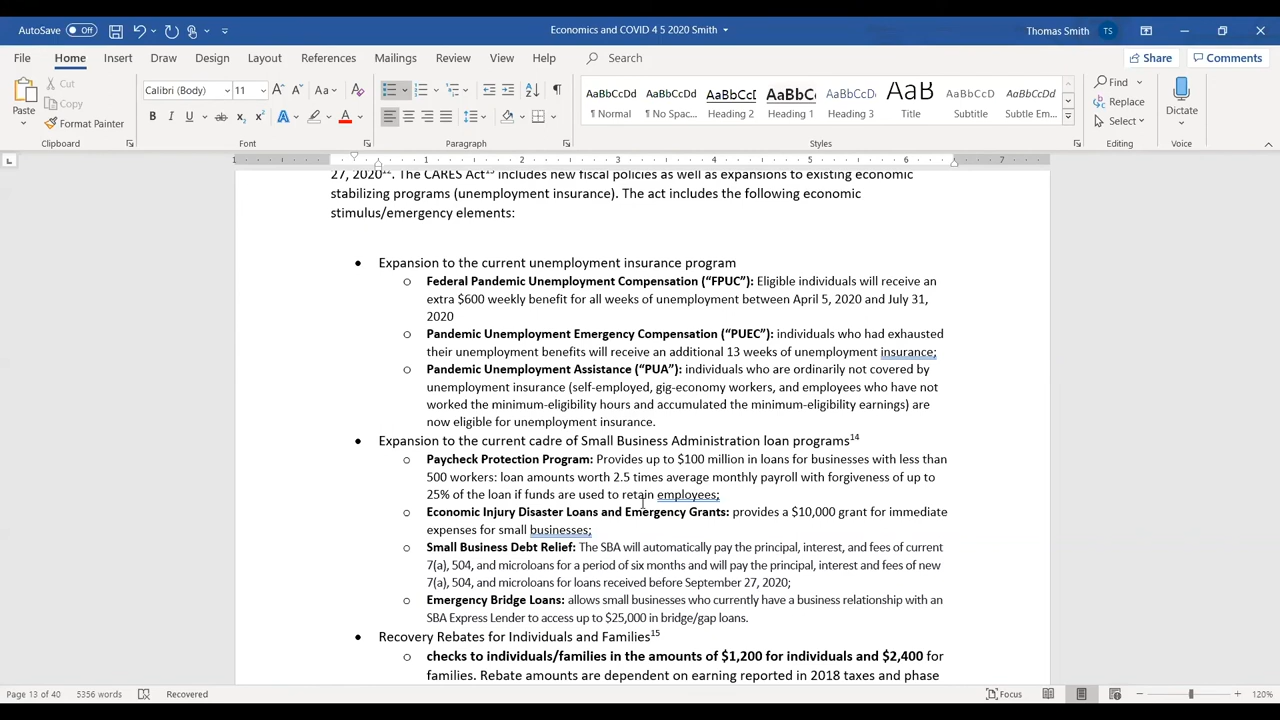 AutoSave Off Economics and COVID 4 5 2020 Smith Thomas Smith TS
File Home Insert Draw Design Layout References Mailings Review View Help Search Share Comments
Paste Cut Copy Format Painter Calibri (Body) 11 AaBbCcDd AaBbCcDd AaBbCcD AaBbCc AaBbCcD AaB AaBbCcD AaBbCcDd Find Replace Select Dictate
¶ Normal ¶ No Spac... Heading 2 Heading 1 Heading 3 Title Subtitle Subtle Em...
Clipboard Font Paragraph Styles Editing Voice
1 1 2 3 4 5 6 7
27, 2020¹². The CARES Act¹³ includes new fiscal policies as well as expansions to existing economic
stabilizing programs (unemployment insurance). The act includes the following economic
stimulus/emergency elements:
• Expansion to the current unemployment insurance program
o Federal Pandemic Unemployment Compensation (“FPUC”): Eligible individuals will receive an
extra $600 weekly benefit for all weeks of unemployment between April 5, 2020 and July 31,
2020
o Pandemic Unemployment Emergency Compensation (“PUEC”): individuals who had exhausted
their unemployment benefits will receive an additional 13 weeks of unemployment insurance;
o Pandemic Unemployment Assistance (“PUA”): individuals who are ordinarily not covered by
unemployment insurance (self-employed, gig-economy workers, and employees who have not
worked the minimum-eligibility hours and accumulated the minimum-eligibility earnings) are
now eligible for unemployment insurance.
• Expansion to the current cadre of Small Business Administration loan programs¹⁴
o Paycheck Protection Program: Provides up to $100 million in loans for businesses with less than
500 workers: loan amounts worth 2.5 times average monthly payroll with forgiveness of up to
25% of the loan if funds are used to retain employees;
o Economic Injury Disaster Loans and Emergency Grants: provides a $10,000 grant for immediate
expenses for small businesses;
o Small Business Debt Relief: The SBA will automatically pay the principal, interest, and fees of current
7(a), 504, and microloans for a period of six months and will pay the principal, interest and fees of new
7(a), 504, and microloans for loans received before September 27, 2020;
o Emergency Bridge Loans: allows small businesses who currently have a business relationship with an
SBA Express Lender to access up to $25,000 in bridge/gap loans.
• Recovery Rebates for Individuals and Families¹⁵
o checks to individuals/families in the amounts of $1,200 for individuals and $2,400 for
families. Rebate amounts are dependent on earning reported in 2018 taxes and phase
Page 13 of 40 5356 words Recovered Focus 120%